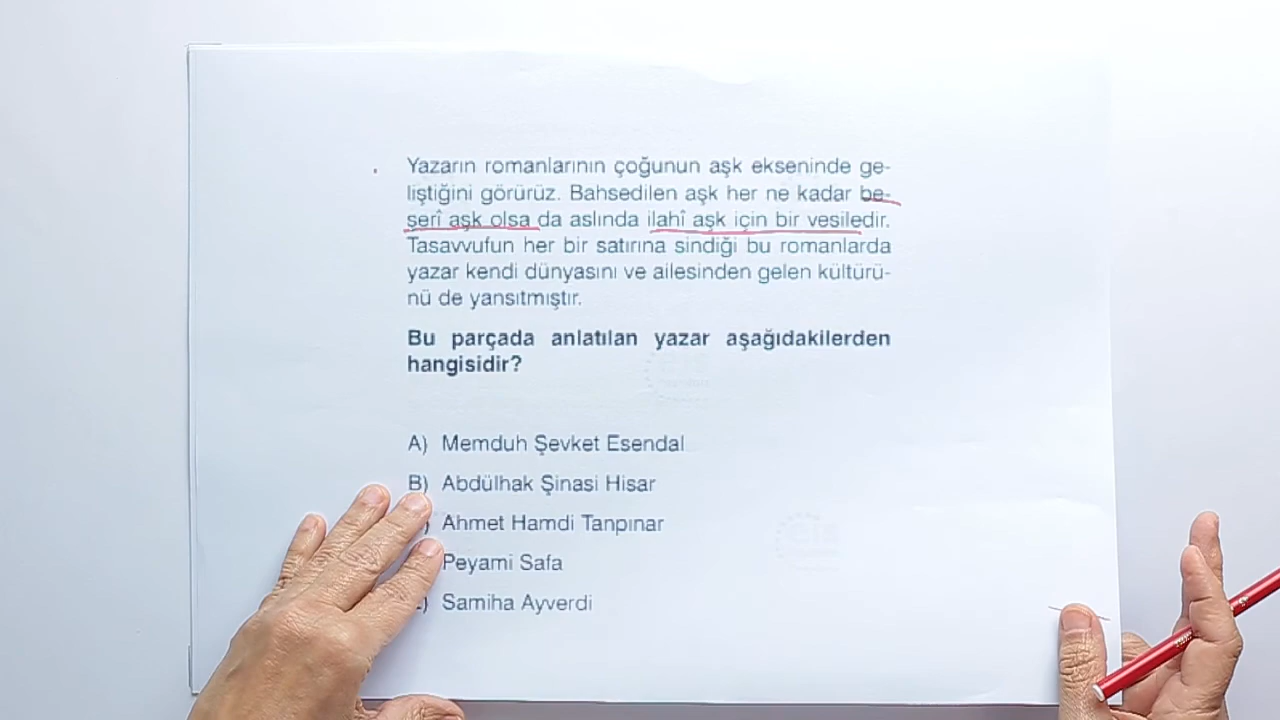 Yazarın romanlarının çoğunun aşk ekseninde ge-
liştiğini görürüz. Bahsedilen aşk her ne kadar be-
şerî aşk olsa da aslında ilahî aşk için bir vesiledir.
Tasavvufun her bir satırına sindiği bu romanlarda
yazar kendi dünyasını ve ailesinden gelen kültürü-
nü de yansıtmıştır.
Bu parçada anlatılan yazar aşağıdakilerden
hangisidir?
A) Memduh Şevket Esendal
B) Abdülhak Şinasi Hisar
) Ahmet Hamdi Tanpınar
Peyami Safa
) Samiha Ayverdi